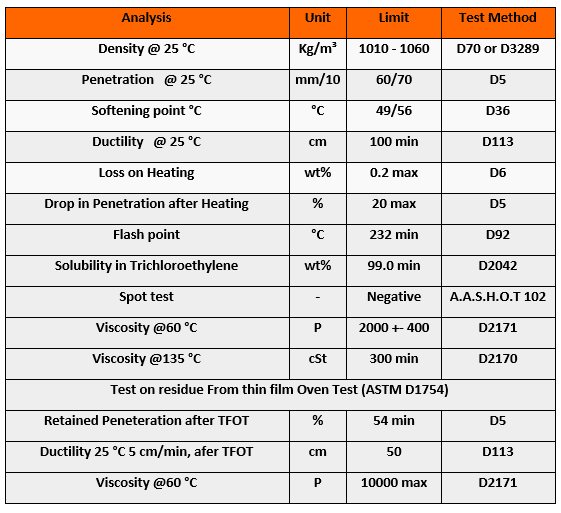 Analysis Unit Limit Test Method
Density @ 25 °C Kg/m³ 1010 - 1060 D70 or D3289
Penetration @ 25 °C mm/10 60/70 D5
Softening point °C °C 49/56 D36
Ductility @ 25 °C cm 100 min D113
Loss on Heating wt% 0.2 max D6
Drop in Penetration after Heating % 20 max D5
Flash point °C 232 min D92
Solubility in Trichloroethylene wt% 99.0 min D2042
Spot test - Negative A.A.S.H.O.T 102
Viscosity @60 °C P 2000 +- 400 D2171
Viscosity @135 °C cSt 300 min D2170
Test on residue From thin film Oven Test (ASTM D1754)
Retained Peneteration after TFOT % 54 min D5
Ductility 25 °C 5 cm/min, afer TFOT cm 50 D113
Viscosity @60 °C P 10000 max D2171